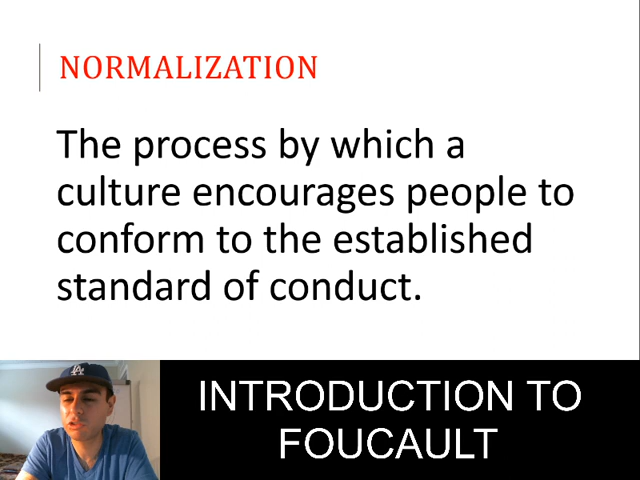 NORMALIZATION
The process by which a
culture encourages people to
conform to the established
standard of conduct.
LA
INTRODUCTION TO
FOUCAULT